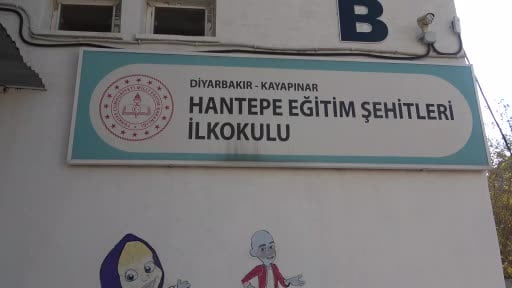 B
DİYARBAKIR - KAYAPINAR
HANTEPE EĞİTİM ŞEHİTLERİ
İLKOKULU